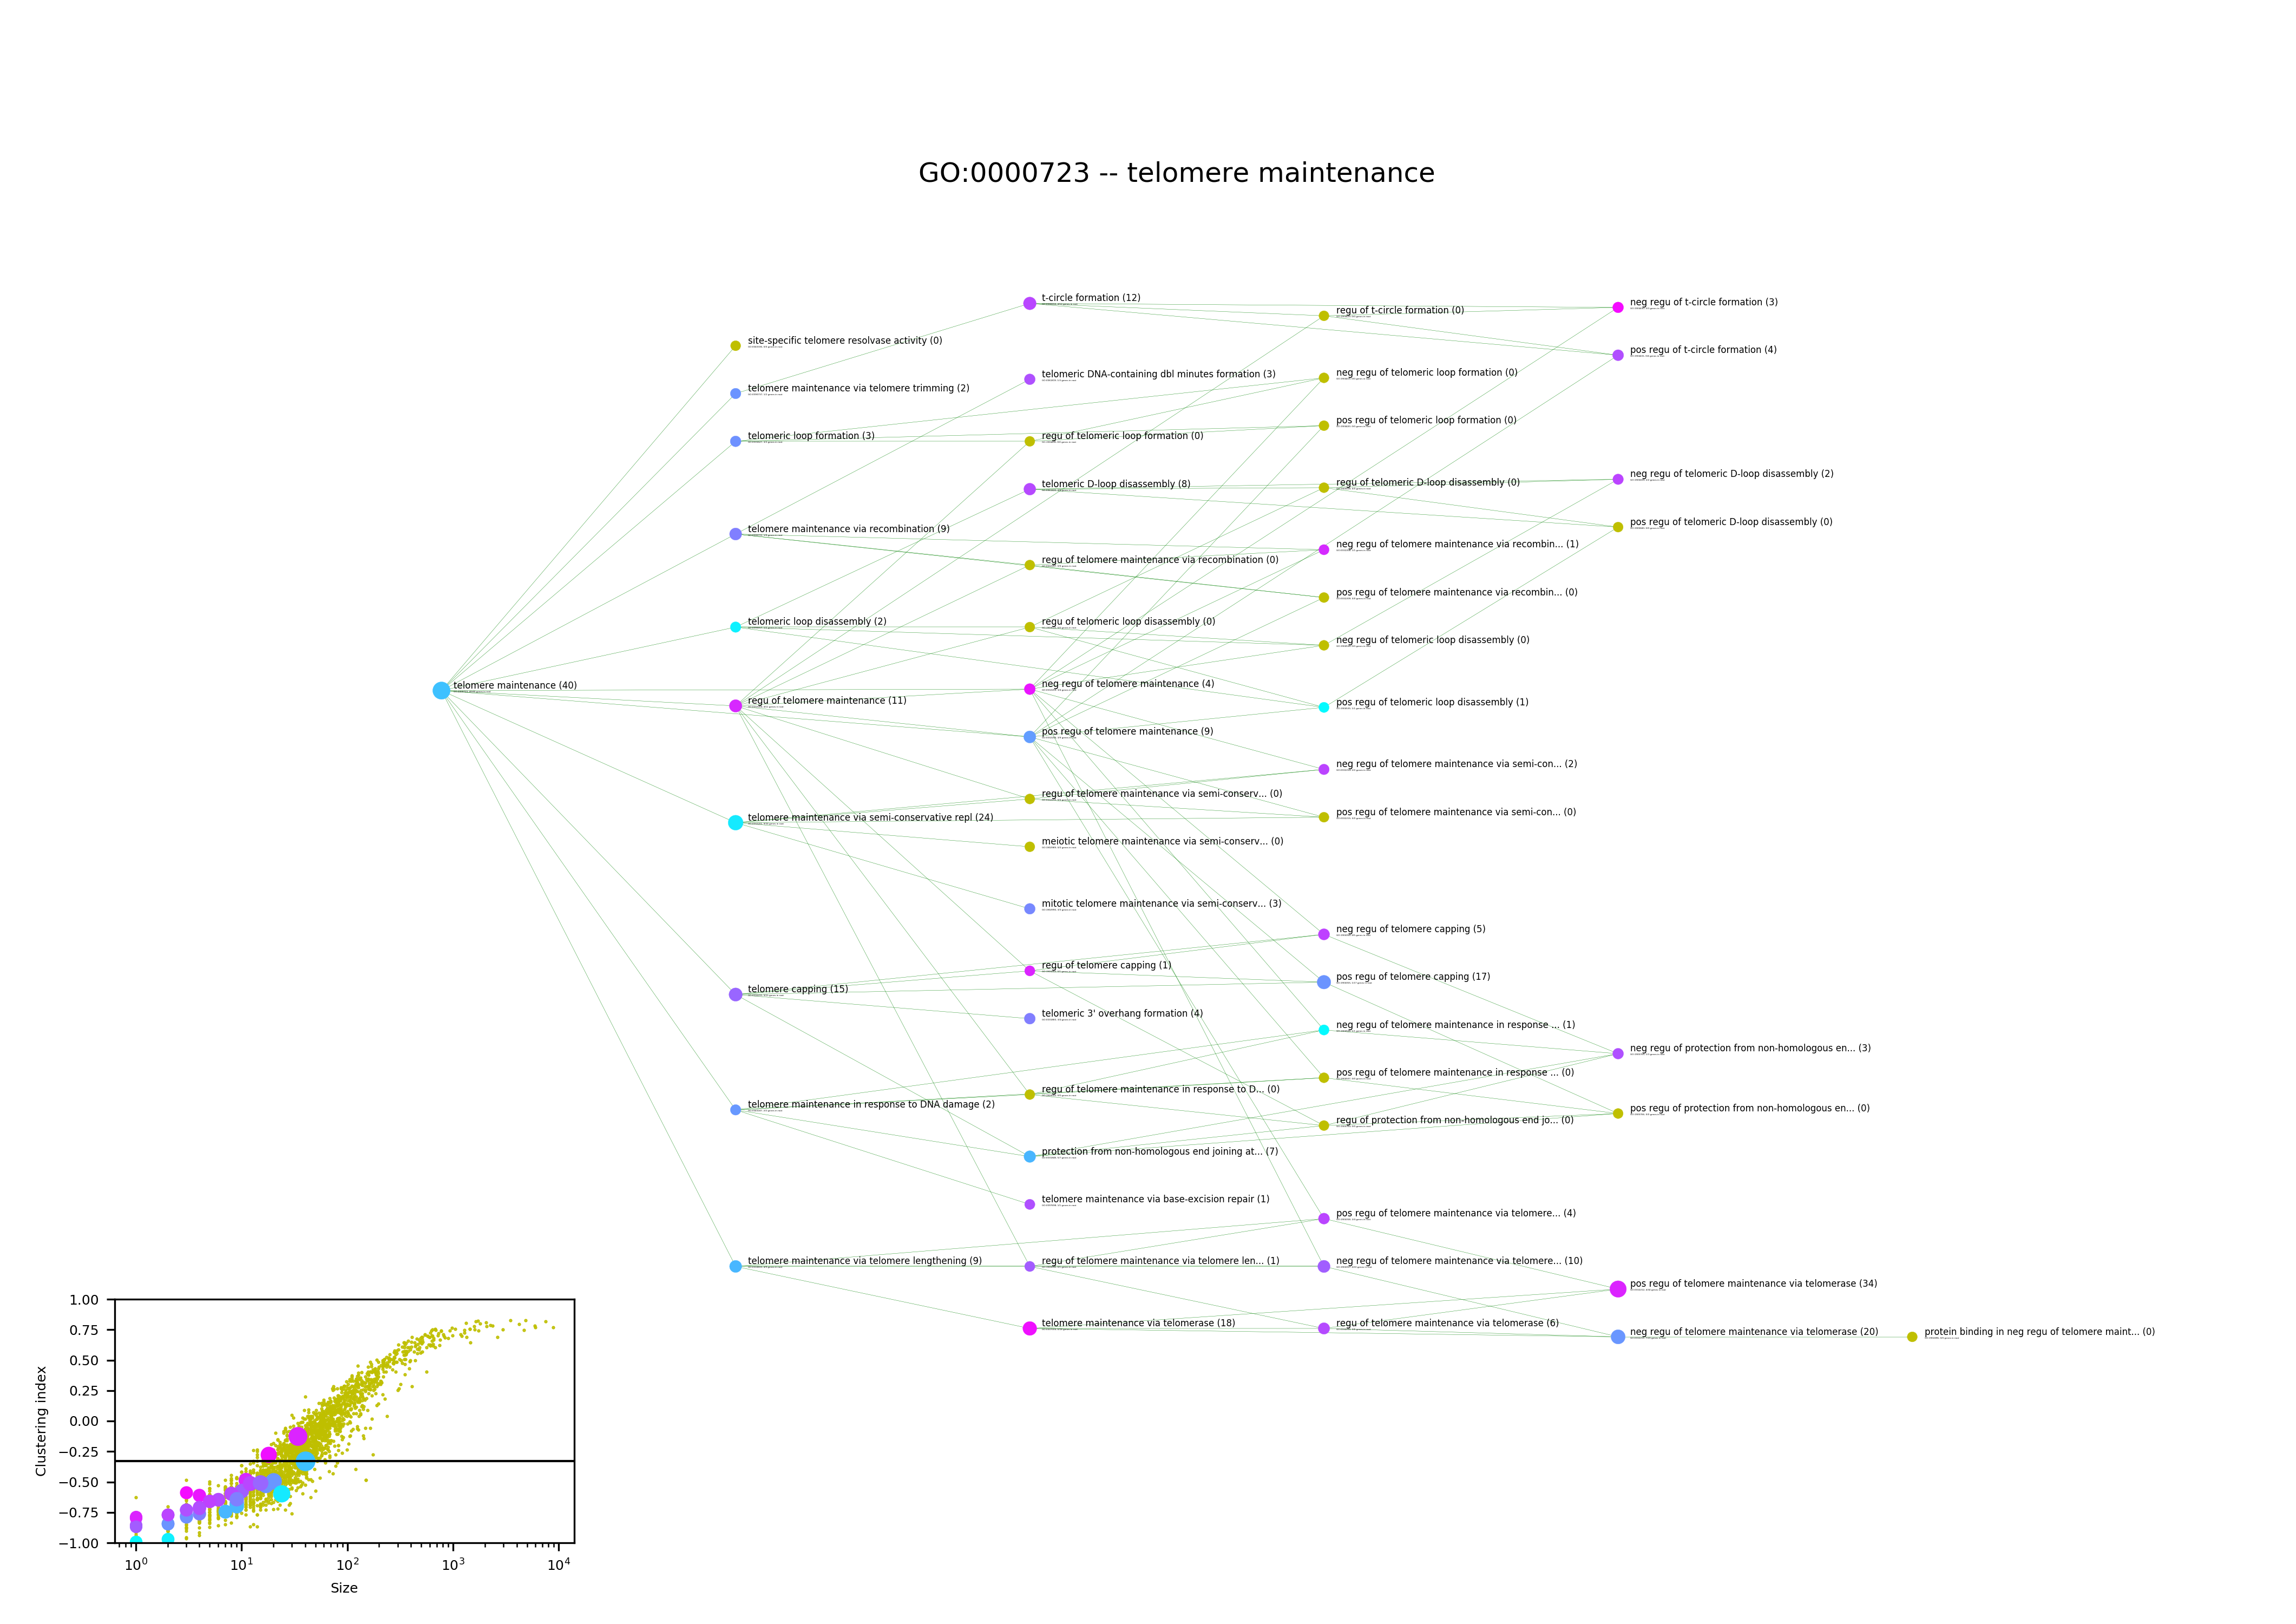 GO:0000723 -- telomere maintenance
telomere maintenance (40)
site-specific telomere resolvase activity (0)
telomere maintenance via telomere trimming (2)
telomeric loop formation (3)
telomere maintenance via recombination (9)
telomeric loop disassembly (2)
regu of telomere maintenance (11)
telomere maintenance via semi-conservative repl (24)
telomere capping (15)
telomere maintenance in response to DNA damage (2)
telomere maintenance via telomere lengthening (9)
t-circle formation (12)
telomeric DNA-containing dbl minutes formation (3)
regu of telomeric loop formation (0)
telomeric D-loop disassembly (8)
regu of telomere maintenance via recombination (0)
regu of telomeric loop disassembly (0)
neg regu of telomere maintenance (4)
pos regu of telomere maintenance (9)
regu of telomere maintenance via semi-conserv... (0)
meiotic telomere maintenance via semi-conserv... (0)
mitotic telomere maintenance via semi-conserv... (3)
regu of telomere capping (1)
telomeric 3' overhang formation (4)
regu of telomere maintenance in response to D... (0)
protection from non-homologous end joining at... (7)
telomere maintenance via base-excision repair (1)
regu of telomere maintenance via telomere len... (1)
telomere maintenance via telomerase (18)
regu of t-circle formation (0)
neg regu of telomeric loop formation (0)
pos regu of telomeric loop formation (0)
regu of telomeric D-loop disassembly (0)
neg regu of telomere maintenance via recombin... (1)
pos regu of telomere maintenance via recombin... (0)
neg regu of telomeric loop disassembly (0)
pos regu of telomeric loop disassembly (1)
neg regu of telomere maintenance via semi-con... (2)
pos regu of telomere maintenance via semi-con... (0)
neg regu of telomere capping (5)
pos regu of telomere capping (17)
neg regu of telomere maintenance in response ... (1)
pos regu of telomere maintenance in response ... (0)
regu of protection from non-homologous end jo... (0)
pos regu of telomere maintenance via telomere... (4)
neg regu of telomere maintenance via telomere... (10)
regu of telomere maintenance via telomerase (6)
neg regu of t-circle formation (3)
pos regu of t-circle formation (4)
neg regu of telomeric D-loop disassembly (2)
pos regu of telomeric D-loop disassembly (0)
neg regu of protection from non-homologous en... (3)
pos regu of protection from non-homologous en... (0)
pos regu of telomere maintenance via telomerase (34)
neg regu of telomere maintenance via telomerase (20)
protein binding in neg regu of telomere maint... (0)
Clustering index
1.00
0.75
0.50
0.25
0.00
−0.25
−0.50
−0.75
−1.00
10⁰ 10¹ 10² 10³ 10⁴
Size